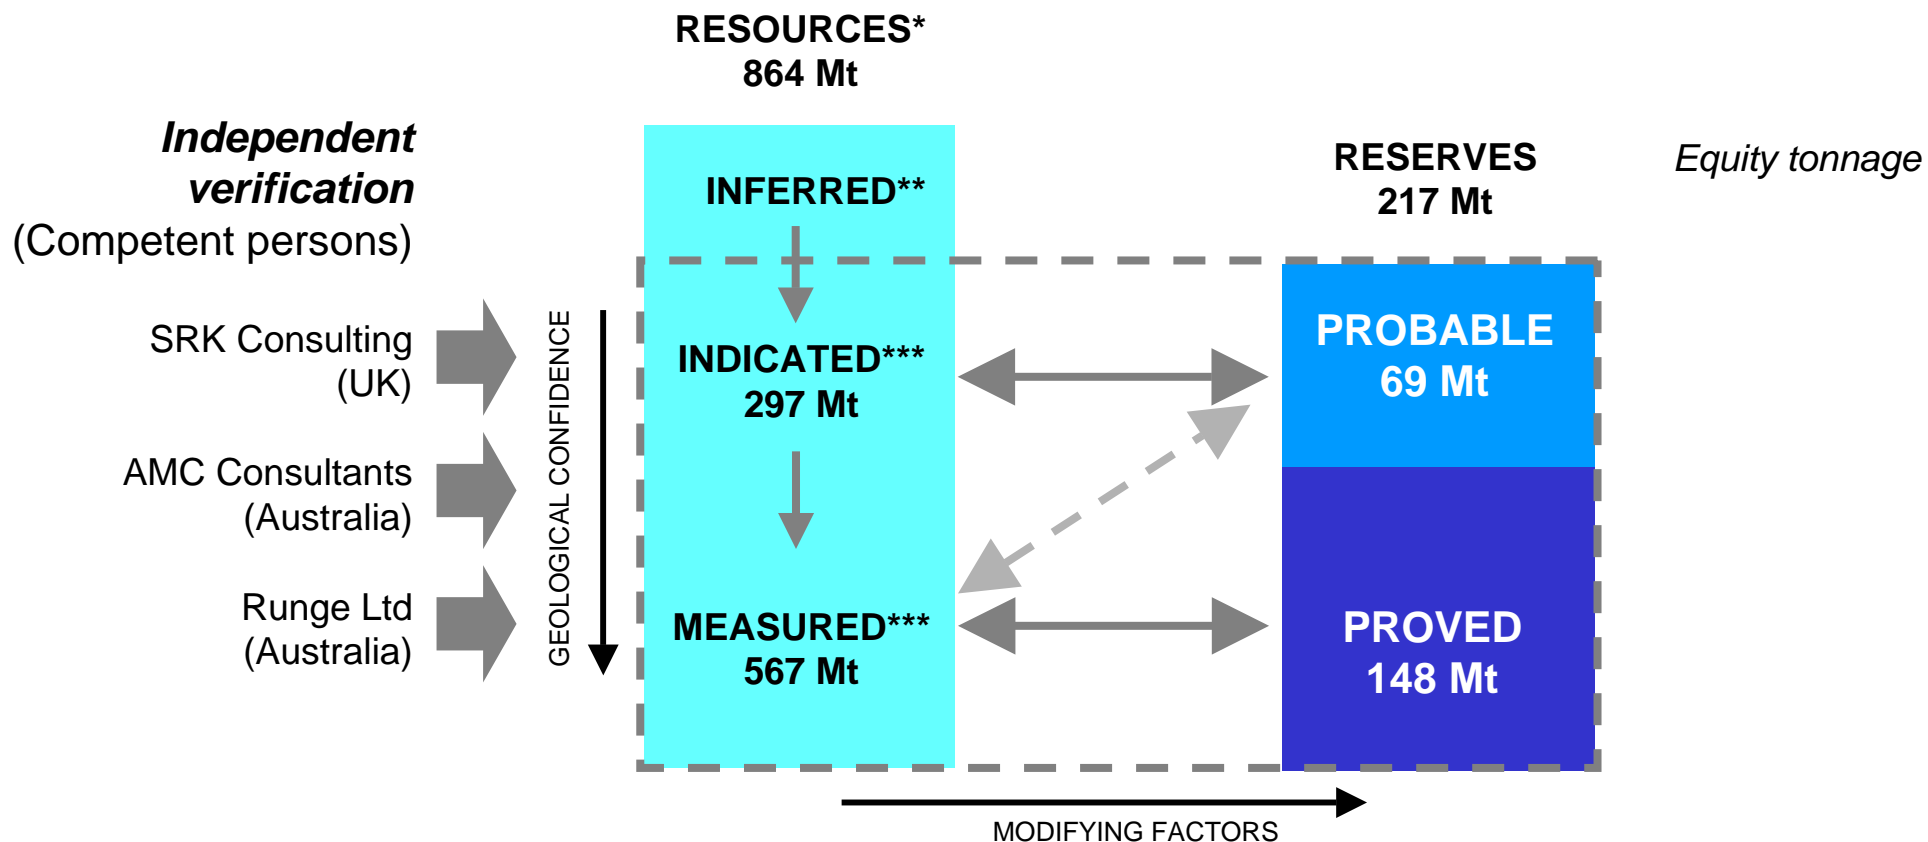 RESOURCES*
864 Mt
Independent
verification
(Competent persons)
SRK Consulting
(UK)
AMC Consultants
(Australia)
Runge Ltd
(Australia)
GEOLOGICAL CONFIDENCE
INFERRED**
INDICATED***
297 Mt
MEASURED***
567 Mt
RESERVES
217 Mt
Equity tonnage
PROBABLE
69 Mt
PROVED
148 Mt
MODIFYING FACTORS